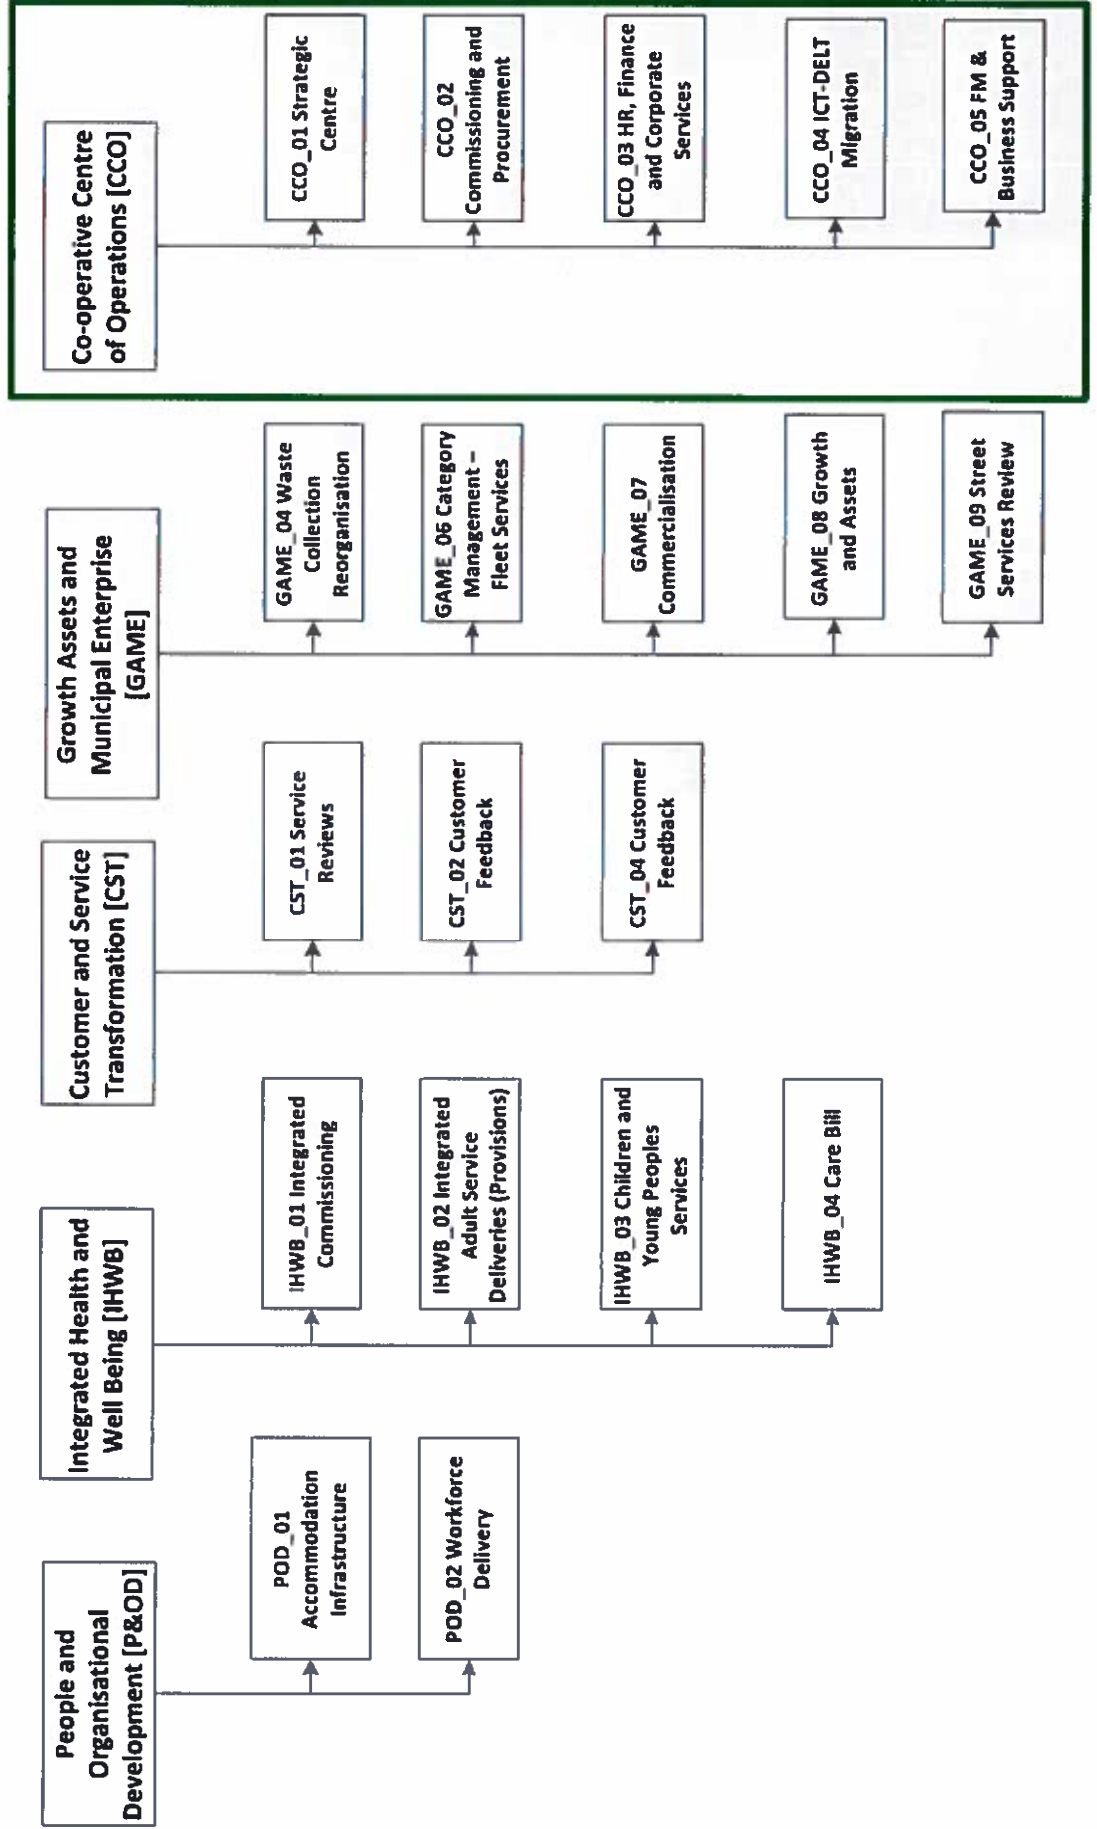 People and
Organisational
Development [P&OD]
POD_01
Accommodation
Infrastructure
POD_02 Workforce
Delivery
Integrated Health and
Well Being [IHWB]
IHWB_01 Integrated
Commissioning
IHWB_02 Integrated
Adult Service
Deliveries (Provisions)
IHWB_03 Children and
Young Peoples
Services
IHWB_04 Care Bill
Customer and Service
Transformation [CST]
CST_01 Service
Reviews
CST_02 Customer
Feedback
CST_04 Customer
Feedback
Growth Assets and
Municipal Enterprise
[GAME]
GAME_04 Waste
Collection
Reorganisation
GAME_06 Category
Management –
Fleet Services
GAME_07
Commercialisation
GAME_08 Growth
and Assets
GAME_09 Street
Services Review
Co-operative Centre
of Operations [CCO]
CCO_01 Strategic
Centre
CCO_02
Commissioning and
Procurement
CCO_03 HR, Finance
and Corporate
Services
CCO_04 ICT-DELT
Migration
CCO_05 FM &
Business Support